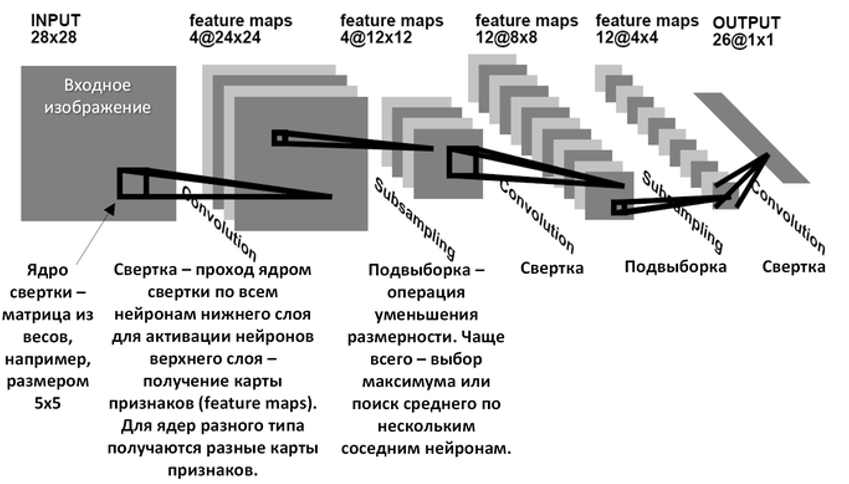 INPUT
28x28
feature maps
4@24x24
feature maps
4@12x12
feature maps
12@8x8
feature maps
12@4x4
OUTPUT
26@1x1
Входное
изображение
Convolution
Subsampling
Convolution
Subsampling
Convolution
Ядро
свертки –
матрица из
весов,
например,
размером
5x5
Свертка – проход ядром
свертки по всем
нейронам нижнего слоя
для активации нейронов
верхнего слоя –
получение карты
признаков (feature maps).
Для ядер разного типа
получаются разные карты
признаков.
Подвыборка –
операция
уменьшения
размерности. Чаще
всего – выбор
максимума или
поиск среднего по
нескольким
соседним нейронам.
Свертка
Подвыборка
Свертка